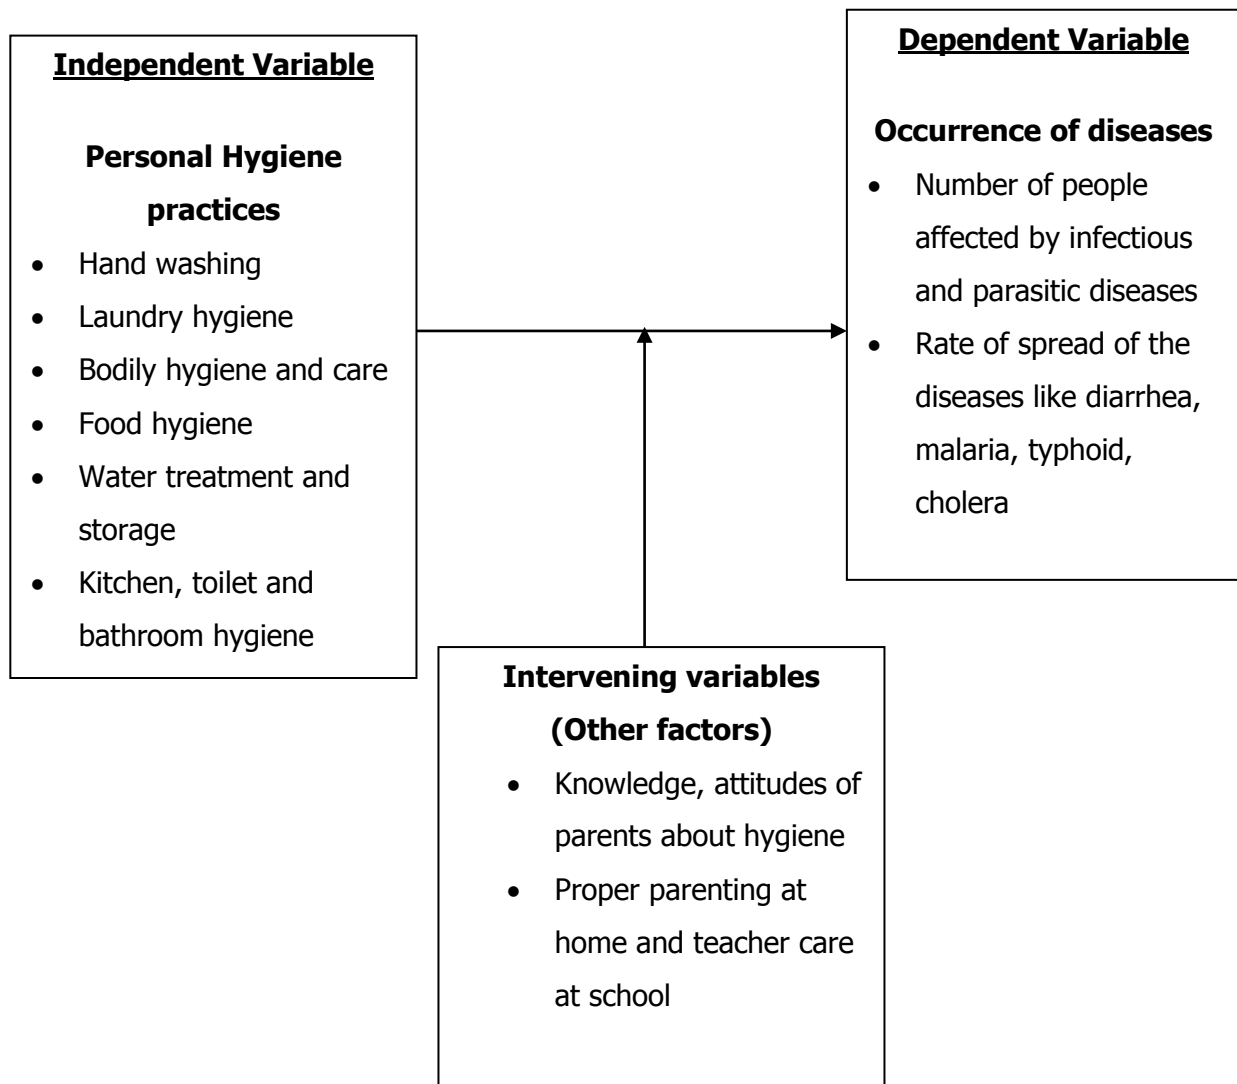 Independent Variable
Personal Hygiene
practices
• Hand washing
• Laundry hygiene
• Bodily hygiene and care
• Food hygiene
• Water treatment and
storage
• Kitchen, toilet and
bathroom hygiene
Dependent Variable
Occurrence of diseases
• Number of people
affected by infectious
and parasitic diseases
• Rate of spread of the
diseases like diarrhea,
malaria, typhoid,
cholera
Intervening variables
(Other factors)
• Knowledge, attitudes of
parents about hygiene
• Proper parenting at
home and teacher care
at school